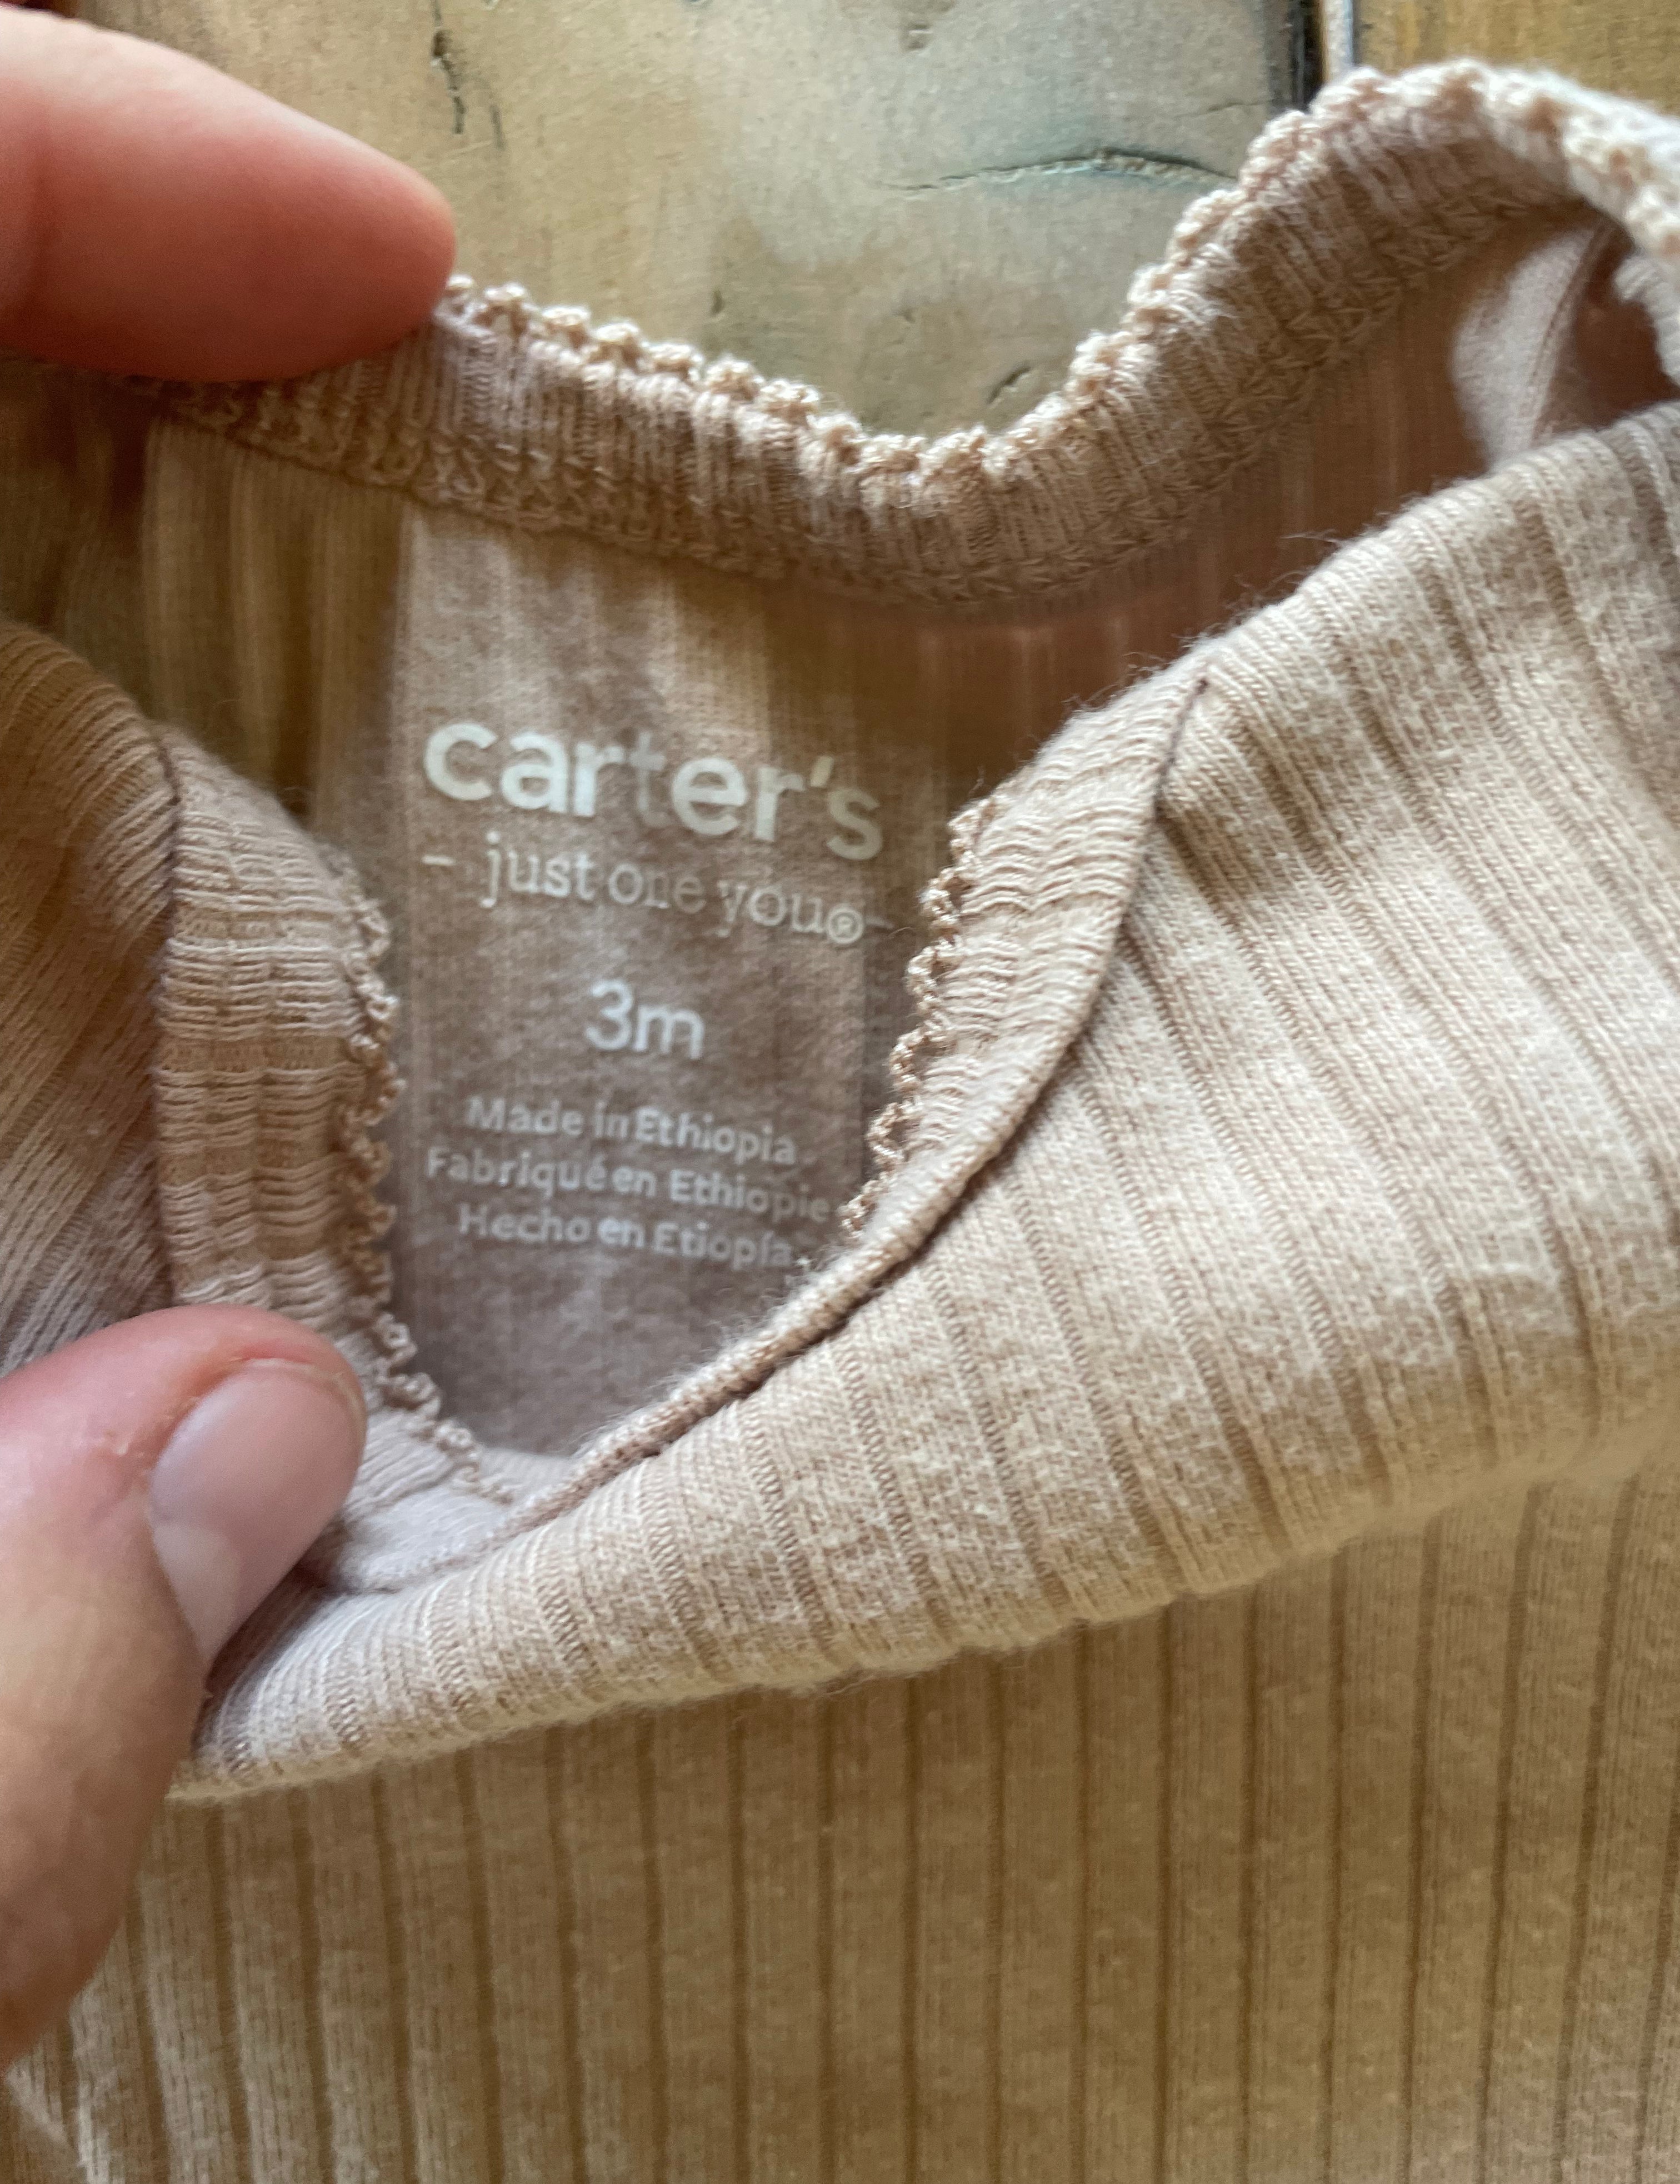 carter's
- just one you® -
3m
Made in Ethiopia
Fabriqué en Ethiopie
Hecho en Etiopía